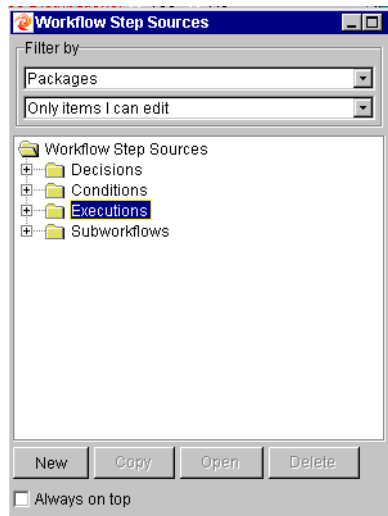 Workflow Step Sources
Filter by
Packages
Only items I can edit
Workflow Step Sources
Decisions
Conditions
Executions
Subworkflows
New Copy Open Delete
Always on top